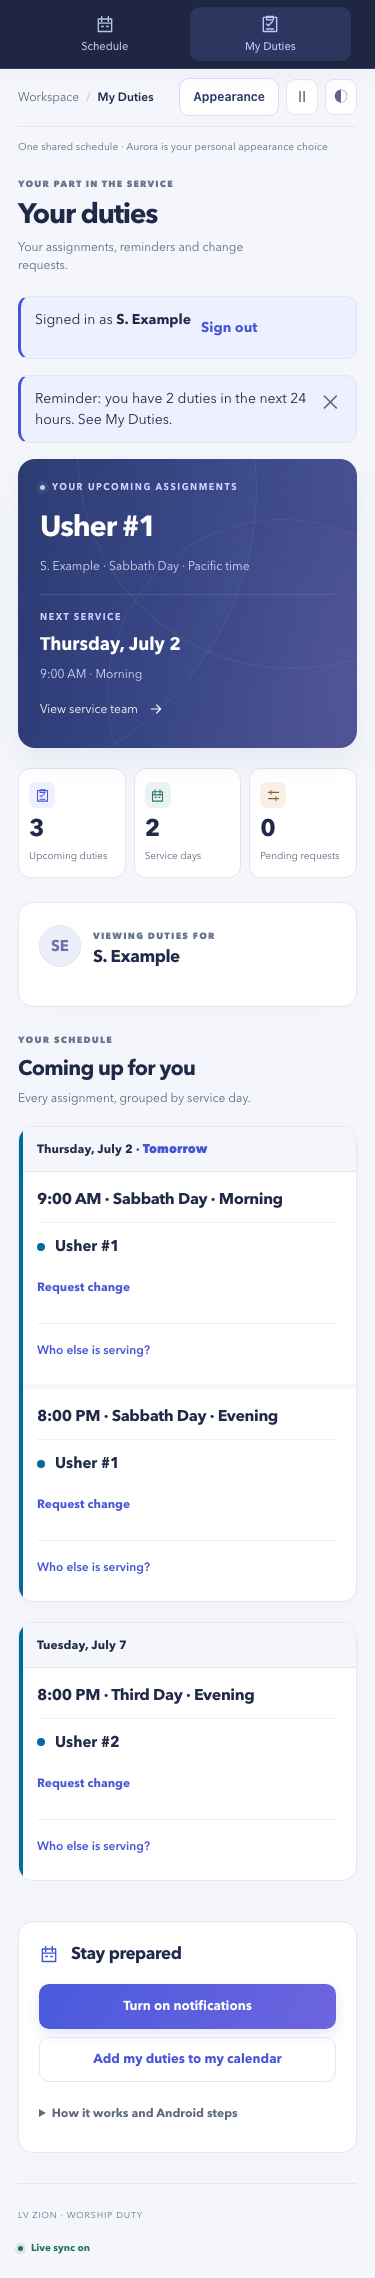 Schedule
My Duties
Workspace / My Duties
Appearance
One shared schedule · Aurora is your personal appearance choice
YOUR PART IN THE SERVICE
Your duties
Your assignments, reminders and change
requests.
Signed in as S. Example
Sign out
Reminder: you have 2 duties in the next 24
hours. See My Duties.
YOUR UPCOMING ASSIGNMENTS
Usher #1
S. Example · Sabbath Day · Pacific time
NEXT SERVICE
Thursday, July 2
9:00 AM · Morning
View service team →
3
Upcoming duties
2
Service days
0
Pending requests
SE
VIEWING DUTIES FOR
S. Example
YOUR SCHEDULE
Coming up for you
Every assignment, grouped by service day.
Thursday, July 2 · Tomorrow
9:00 AM · Sabbath Day · Morning
Usher #1
Request change
Who else is serving?
8:00 PM · Sabbath Day · Evening
Usher #1
Request change
Who else is serving?
Tuesday, July 7
8:00 PM · Third Day · Evening
Usher #2
Request change
Who else is serving?
Stay prepared
Turn on notifications
Add my duties to my calendar
How it works and Android steps
LV ZION · WORSHIP DUTY
Live sync on